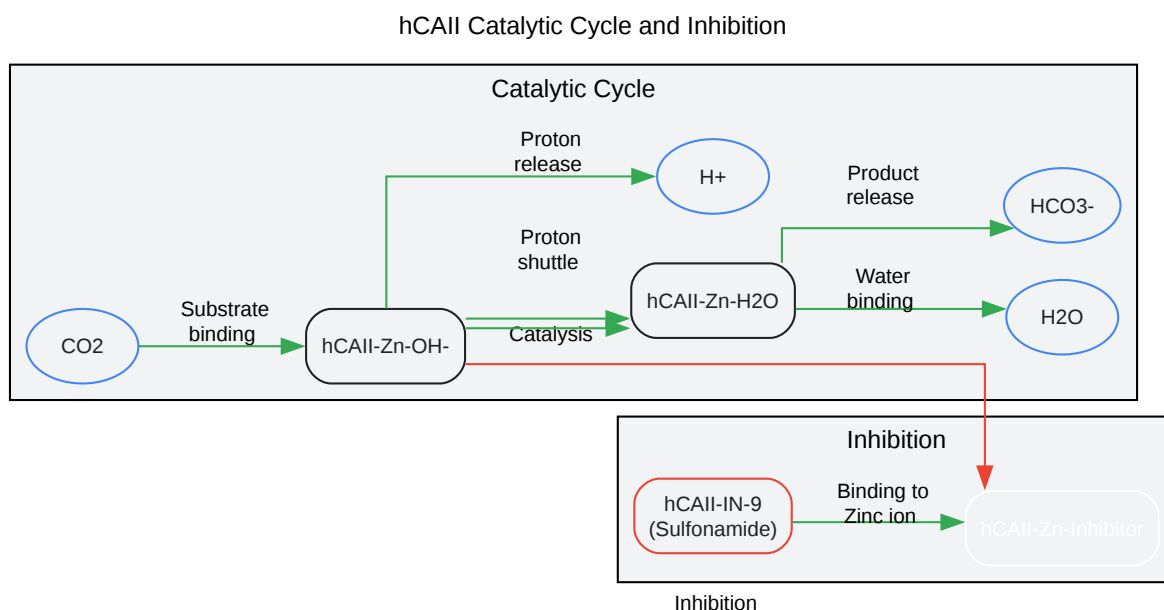 hCAII Catalytic Cycle and Inhibition
Catalytic Cycle
Proton
release
H+
Product
release
HCO3-
Proton
shuttle
hCAII-Zn-H2O
Water
binding
H2O
Substrate
binding
CO2
hCAII-Zn-OH-
Catalysis
Inhibition
hCAII-IN-9
(Sulfonamide)
Binding to
Zinc ion
hCAII-Zn-Inhibitor
Inhibition